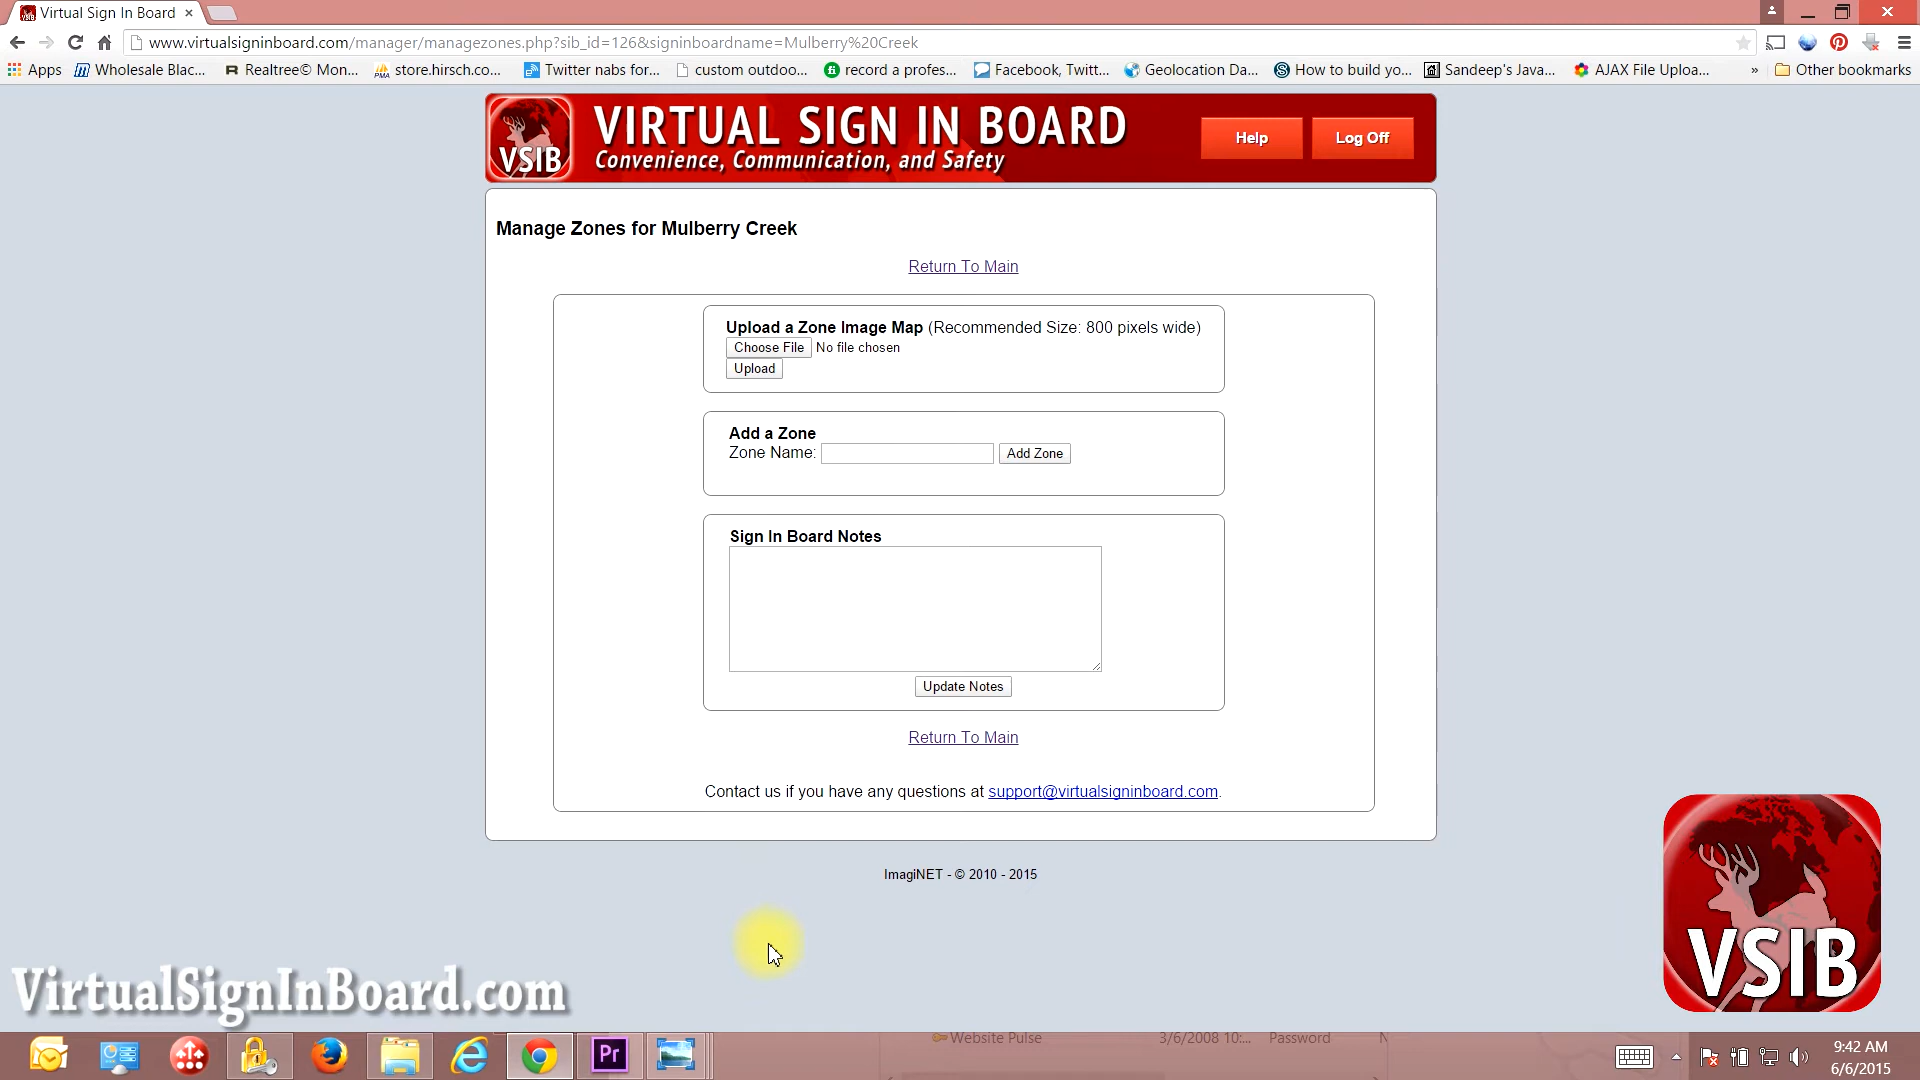 Virtual Sign In Board
www.virtualsigninboard.com/manager/managezones.php?sib_id=126&signinboardname=Mulberry%20Creek
Apps Wholesale Blac... Realtree© Mon... store.hirsch.co... Twitter nabs for... custom outdoo... record a profes... Facebook, Twitt... Geolocation Da... How to build yo... Sandeep's Java... AJAX File Uploa... » Other bookmarks
VSIB
VIRTUAL SIGN IN BOARD
Convenience, Communication, and Safety
Help
Log Off
Manage Zones for Mulberry Creek
Return To Main
Upload a Zone Image Map (Recommended Size: 800 pixels wide)
Choose File No file chosen
Upload
Add a Zone
Zone Name: Add Zone
Sign In Board Notes
Update Notes
Return To Main
Contact us if you have any questions at support@virtualsigninboard.com.
ImagiNET - © 2010 - 2015
VirtualSignInBoard.com
VSIB
Website Pulse 3/6/2008 10:... Password N
Pr
9:42 AM
6/6/2015